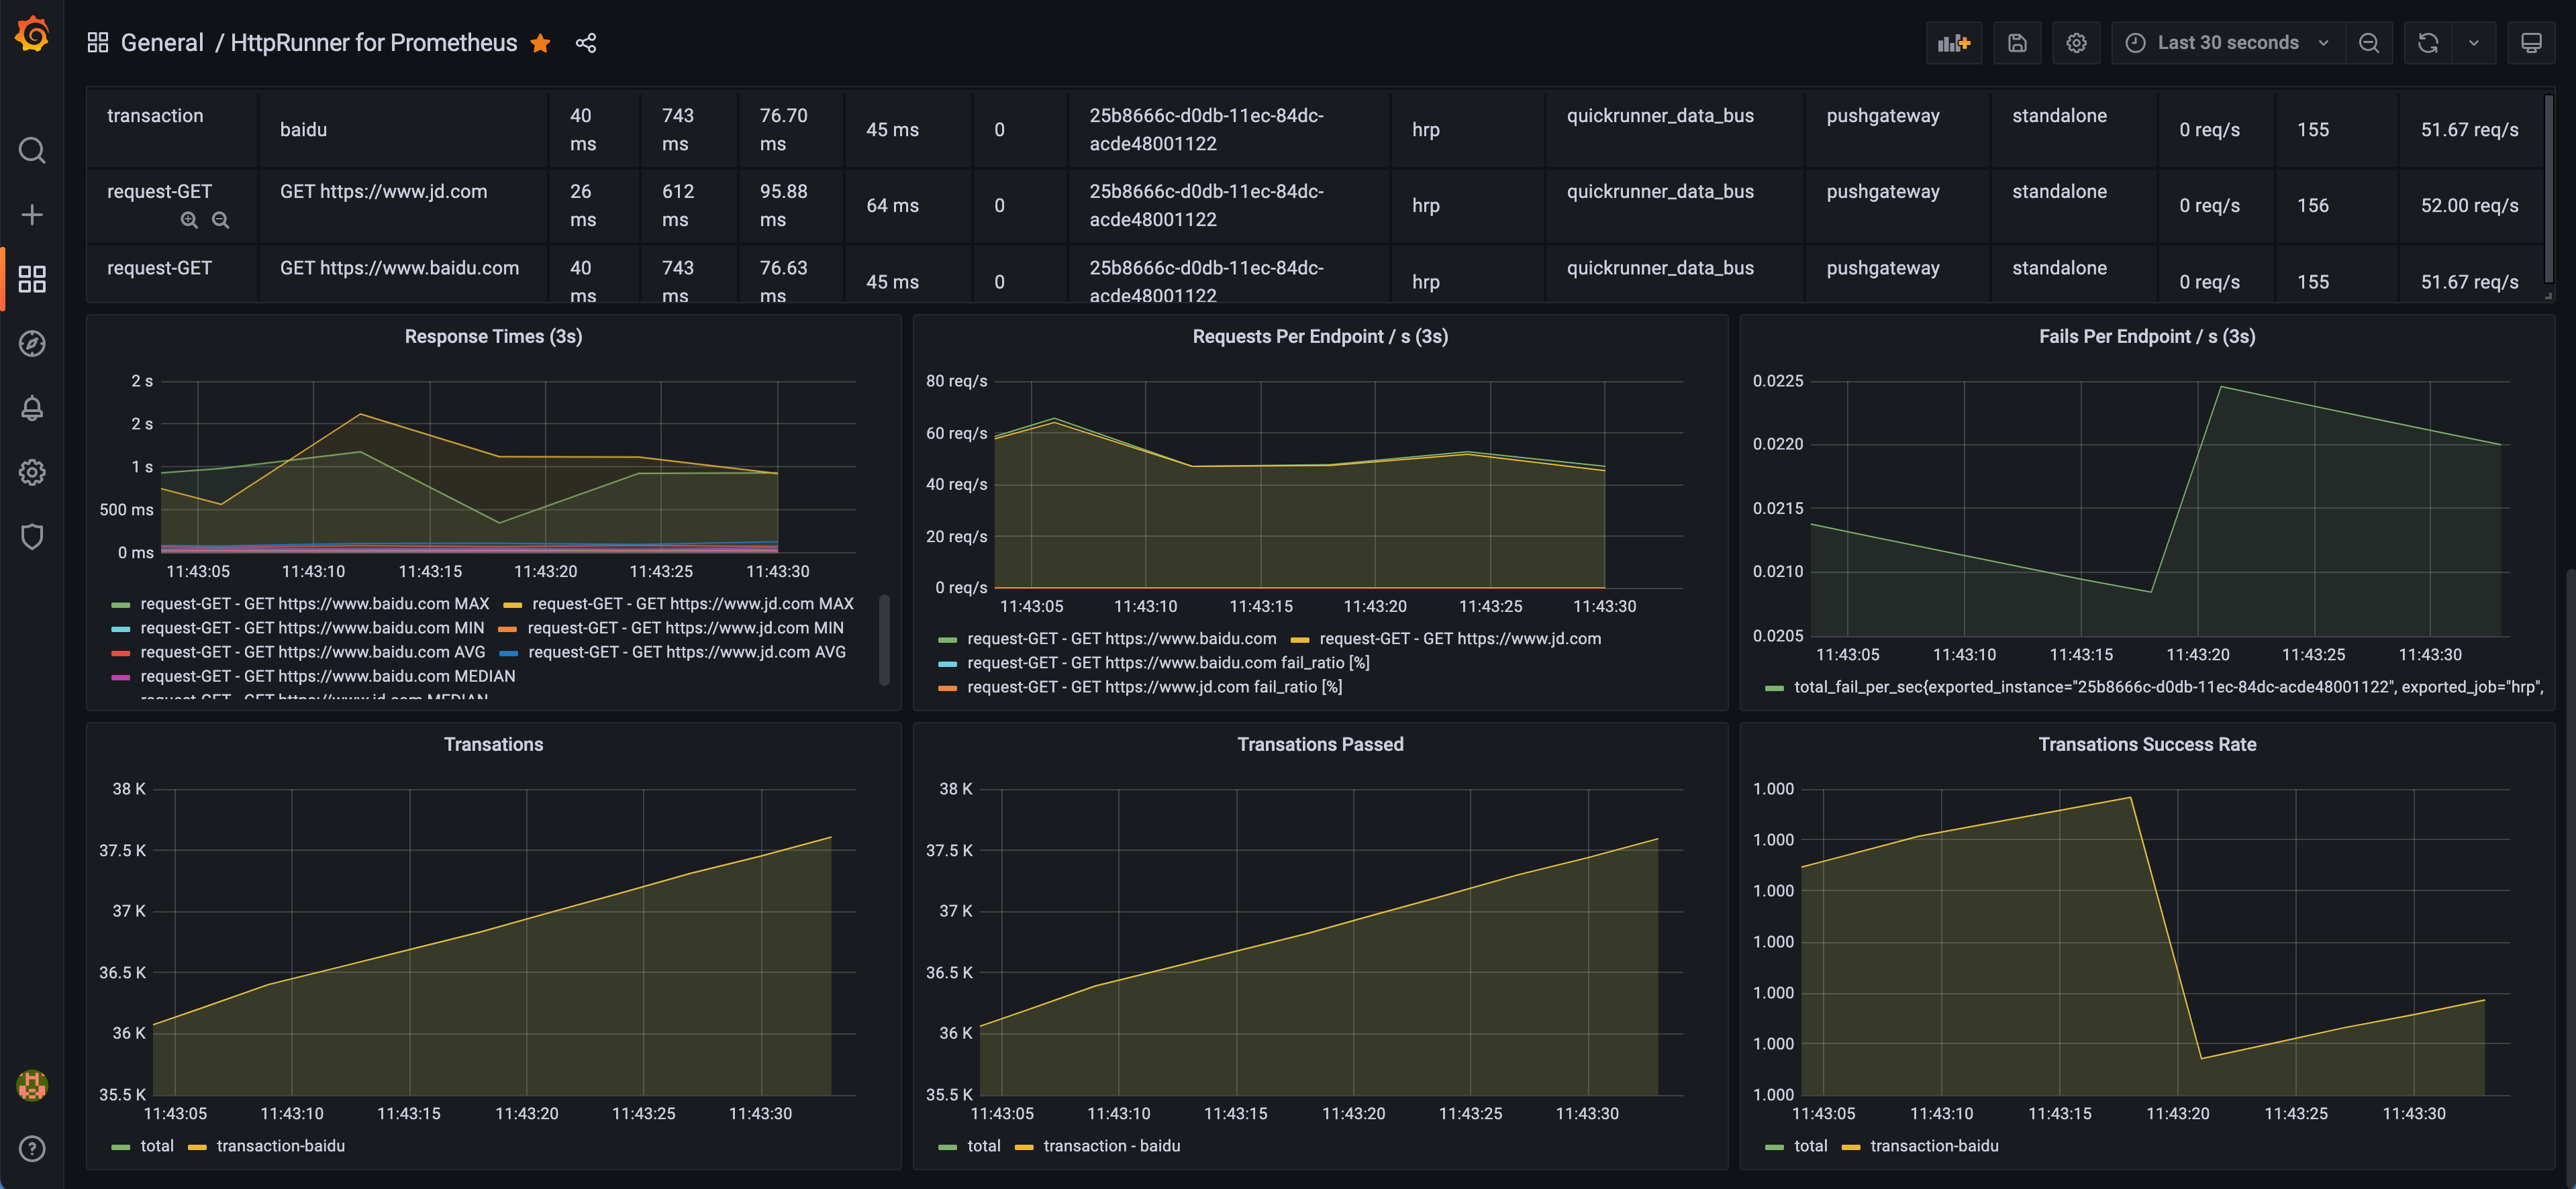 General / HttpRunner for Prometheus
Last 30 seconds
transaction baidu 40 ms 743 ms 76.70 ms 45 ms 0 25b8666c-d0db-11ec-84dc-acde48001122 hrp quickrunner_data_bus pushgateway standalone 0 req/s 155 51.67 req/s
request-GET GET https://www.jd.com 26 ms 612 ms 95.88 ms 64 ms 0 25b8666c-d0db-11ec-84dc-acde48001122 hrp quickrunner_data_bus pushgateway standalone 0 req/s 156 52.00 req/s
request-GET GET https://www.baidu.com 40 ms 743 ms 76.63 ms 45 ms 0 25b8666c-d0db-11ec-84dc-acde48001122 hrp quickrunner_data_bus pushgateway standalone 0 req/s 155 51.67 req/s
Response Times (3s)
2 s
2 s
1 s
500 ms
0 ms
11:43:05 11:43:10 11:43:15 11:43:20 11:43:25 11:43:30
request-GET - GET https://www.baidu.com MAX request-GET - GET https://www.jd.com MAX
request-GET - GET https://www.baidu.com MIN request-GET - GET https://www.jd.com MIN
request-GET - GET https://www.baidu.com AVG request-GET - GET https://www.jd.com AVG
request-GET - GET https://www.baidu.com MEDIAN
request-GET - GET https://www.jd.com MEDIAN
Requests Per Endpoint / s (3s)
80 req/s
60 req/s
40 req/s
20 req/s
0 req/s
11:43:05 11:43:10 11:43:15 11:43:20 11:43:25 11:43:30
request-GET - GET https://www.baidu.com request-GET - GET https://www.jd.com
request-GET - GET https://www.baidu.com fail_ratio [%]
request-GET - GET https://www.jd.com fail_ratio [%]
Fails Per Endpoint / s (3s)
0.0225
0.0220
0.0215
0.0210
0.0205
11:43:05 11:43:10 11:43:15 11:43:20 11:43:25 11:43:30
total_fail_per_sec{exported_instance="25b8666c-d0db-11ec-84dc-acde48001122", exported_job="hrp",
Transations
38 K
37.5 K
37 K
36.5 K
36 K
35.5 K
11:43:05 11:43:10 11:43:15 11:43:20 11:43:25 11:43:30
total transaction-baidu
Transations Passed
38 K
37.5 K
37 K
36.5 K
36 K
35.5 K
11:43:05 11:43:10 11:43:15 11:43:20 11:43:25 11:43:30
total transaction - baidu
Transations Success Rate
1.000
1.000
1.000
1.000
1.000
1.000
1.000
11:43:05 11:43:10 11:43:15 11:43:20 11:43:25 11:43:30
total transaction-baidu